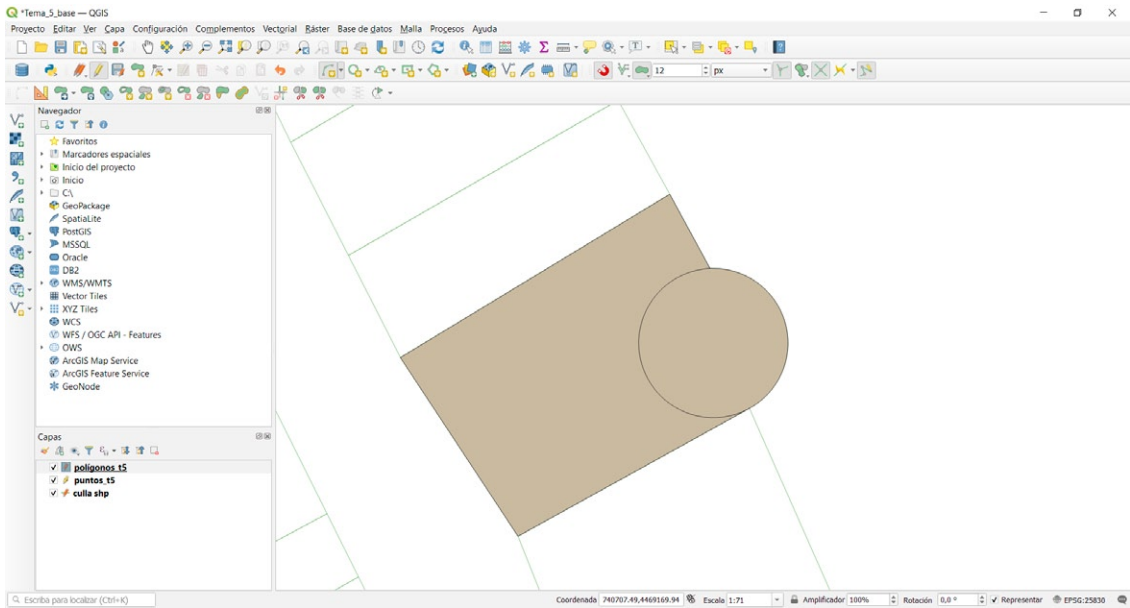 *Tema_5_base — QGIS
Proyecto Editar Ver Capa Configuración Complementos Vectorial Ráster Base de datos Malla Procesos Ayuda
12 px
Navegador
Favoritos
Marcadores espaciales
Inicio del proyecto
Inicio
C:\
GeoPackage
SpatiaLite
PostGIS
MSSQL
Oracle
DB2
WMS/WMTS
Vector Tiles
XYZ Tiles
WCS
WFS / OGC API - Features
OWS
ArcGIS Map Service
ArcGIS Feature Service
GeoNode
Capas
polígonos_t5
puntos_t5
culla shp
Escriba para localizar (Ctrl+K) Coordenada 740707.49,4469169.94 Escala 1:71 Amplificador 100% Rotación 0,0 ° Representar EPSG:25830